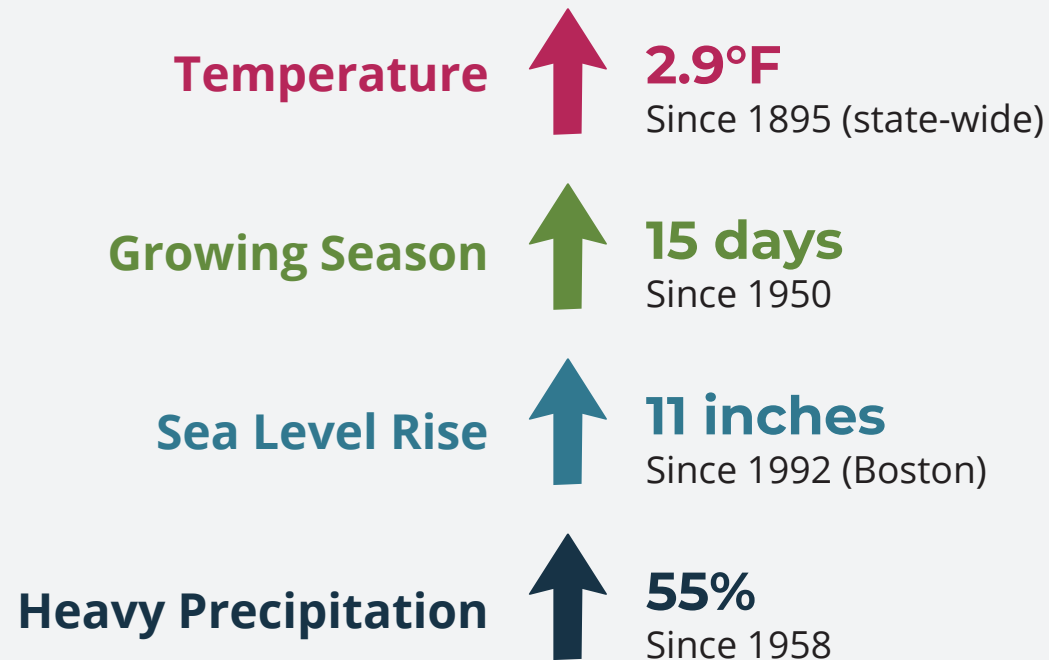 Temperature
2.9°F
Since 1895 (state-wide)
Growing Season
15 days
Since 1950
Sea Level Rise
11 inches
Since 1992 (Boston)
Heavy Precipitation
55%
Since 1958